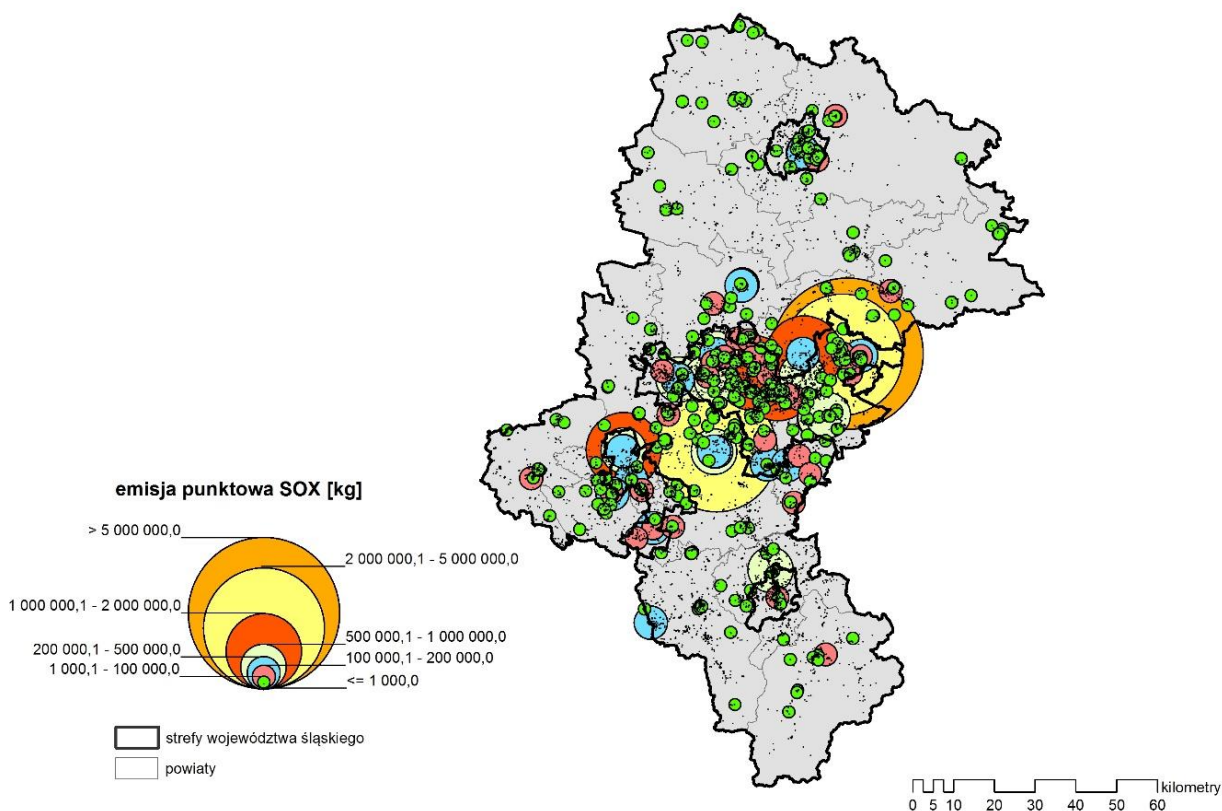 emisja punktowa SOX [kg]
> 5 000 000,0
2 000 000,1 - 5 000 000,0
1 000 000,1 - 2 000 000,0
500 000,1 - 1 000 000,0
200 000,1 - 500 000,0
100 000,1 - 200 000,0
1 000,1 - 100 000,0
<= 1 000,0
strefy województwa śląskiego
powiaty
kilometry
0 5 10 20 30 40 50 60